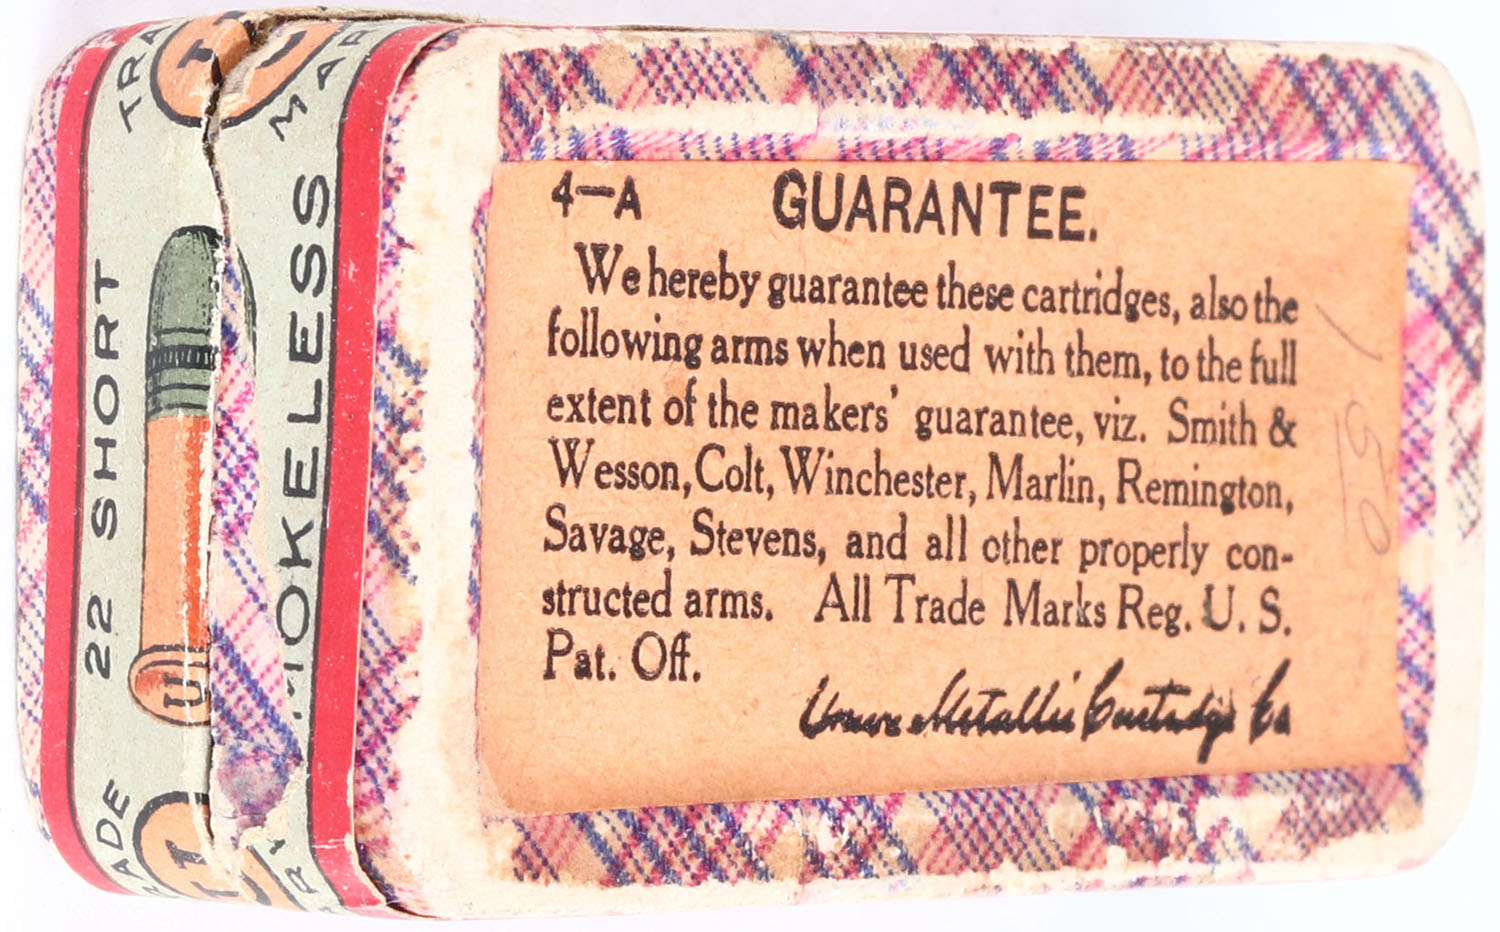 4—A GUARANTEE.
We hereby guarantee these cartridges, also the
following arms when used with them, to the full
extent of the makers' guarantee, viz. Smith &
Wesson, Colt, Winchester, Marlin, Remington,
Savage, Stevens, and all other properly con-
structed arms. All Trade Marks Reg. U. S.
Pat. Off.
Union Metallic Cartridge Co
22 SHORT
U